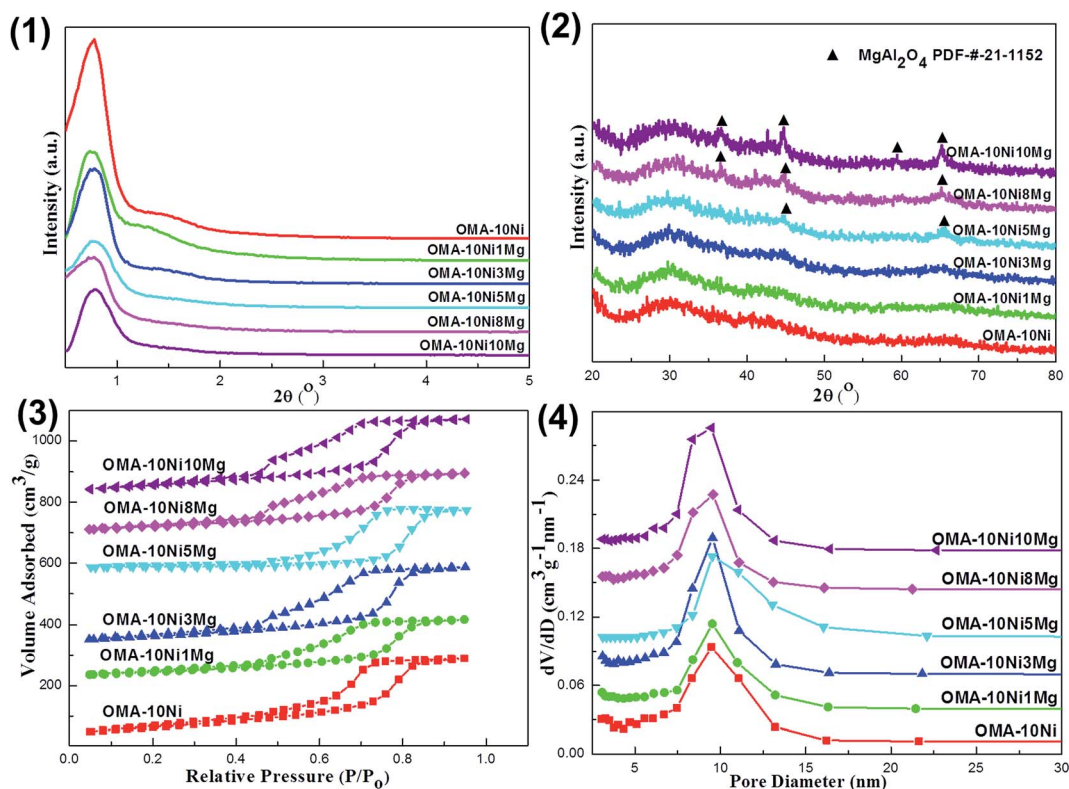 (1)
Intensity (a.u.)
OMA-10Ni
OMA-10Ni1Mg
OMA-10Ni3Mg
OMA-10Ni5Mg
OMA-10Ni8Mg
OMA-10Ni10Mg
1 2 3 4 5
2θ (°)
(2)
▲ MgAl₂O₄ PDF-#-21-1152
Intensity (a.u.)
OMA-10Ni10Mg
OMA-10Ni8Mg
OMA-10Ni5Mg
OMA-10Ni3Mg
OMA-10Ni1Mg
OMA-10Ni
20 30 40 50 60 70 80
2θ (°)
(3)
Volume Adsorbed (cm³/g)
1000
800
600
400
200
OMA-10Ni10Mg
OMA-10Ni8Mg
OMA-10Ni5Mg
OMA-10Ni3Mg
OMA-10Ni1Mg
OMA-10Ni
0.0 0.2 0.4 0.6 0.8 1.0
Relative Pressure (P/Po)
(4)
dV/dD (cm³g⁻¹nm⁻¹)
0.24
0.18
0.12
0.06
0.00
OMA-10Ni10Mg
OMA-10Ni8Mg
OMA-10Ni5Mg
OMA-10Ni3Mg
OMA-10Ni1Mg
OMA-10Ni
5 10 15 20 25 30
Pore Diameter (nm)